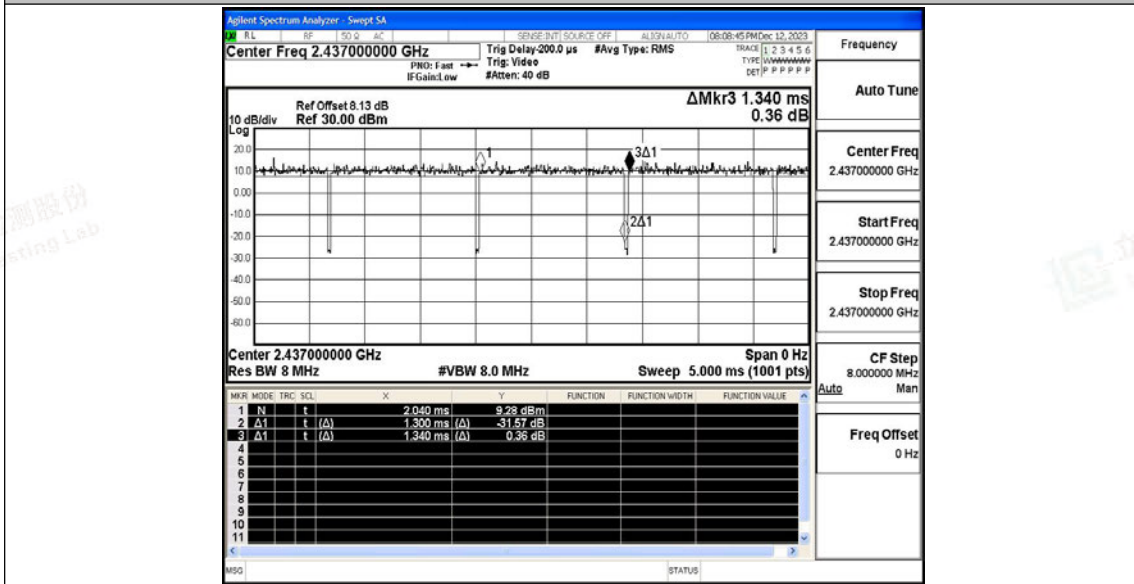 Agilent Spectrum Analyzer - Swept SA
RL RF 50 Ω AC SENSE:INT SOURCE OFF ALIGNAUTO 08:08:45 PM Dec 12, 2023
Center Freq 2.437000000 GHz Trig Delay-200.0 µs #Avg Type: RMS TRACE 1 2 3 4 5 6
PNO: Fast Trig: Video TYPE
IFGain:Low #Atten: 40 dB DET P P P P P P
Frequency
ΔMkr3 1.340 ms
0.36 dB
Ref Offset 8.13 dB
10 dB/div Ref 30.00 dBm
Log
20.0
10.0
0.00
-10.0
-20.0
-30.0
-40.0
-50.0
-60.0
1
3Δ1
2Δ1
Center 2.437000000 GHz Span 0 Hz
Res BW 8 MHz #VBW 8.0 MHz Sweep 5.000 ms (1001 pts)
MKR MODE TRC SCL X Y FUNCTION FUNCTION WIDTH FUNCTION VALUE
1 N t 2.040 ms 9.28 dBm
2 Δ1 t (Δ) 1.300 ms (Δ) -31.57 dB
3 Δ1 t (Δ) 1.340 ms (Δ) 0.36 dB
4
5
6
7
8
9
10
11
MSG STATUS
Auto Tune
Center Freq
2.437000000 GHz
Start Freq
2.437000000 GHz
Stop Freq
2.437000000 GHz
CF Step
8.000000 MHz
Auto Man
Freq Offset
0 Hz